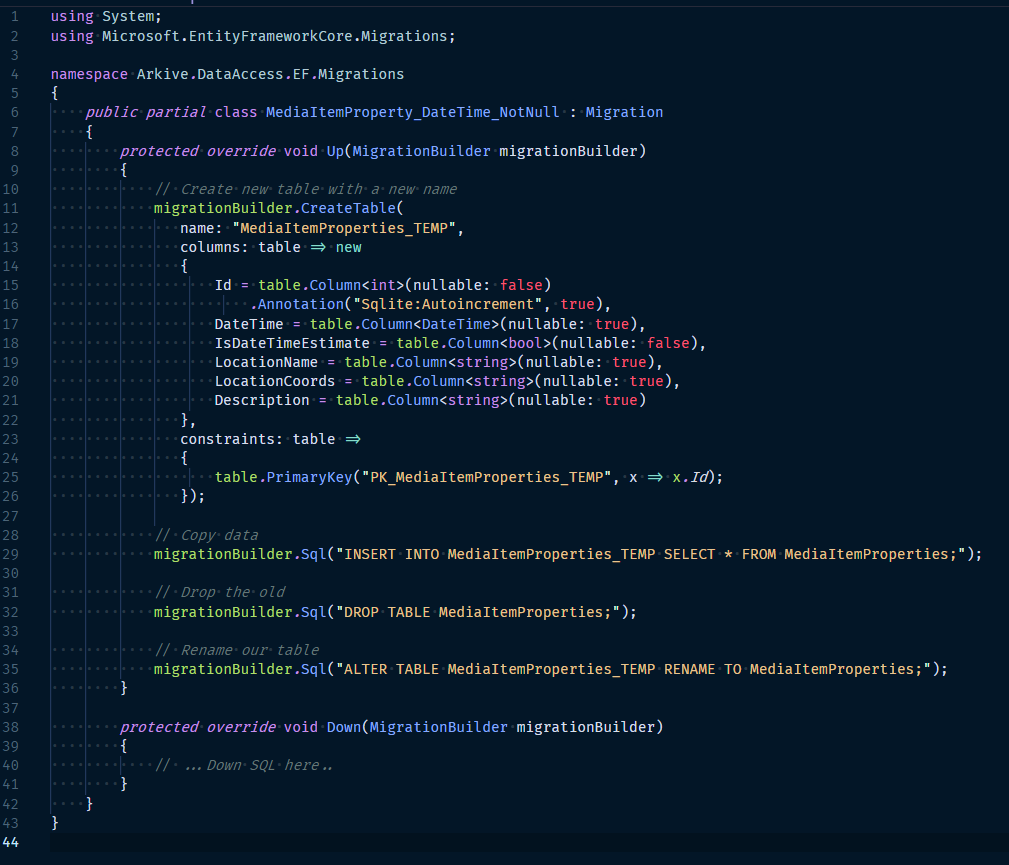 1 using System;
2 using Microsoft.EntityFrameworkCore.Migrations;
3
4 namespace Arkive.DataAccess.EF.Migrations
5 {
6     public partial class MediaItemProperty_DateTime_NotNull : Migration
7     {
8         protected override void Up(MigrationBuilder migrationBuilder)
9         {
10             // Create new table with a new name
11             migrationBuilder.CreateTable(
12                name: "MediaItemProperties_TEMP",
13                columns: table => new
14                {
15                    Id = table.Column<int>(nullable: false)
16                        .Annotation("Sqlite:Autoincrement", true),
17                    DateTime = table.Column<DateTime>(nullable: true),
18                    IsDateTimeEstimate = table.Column<bool>(nullable: false),
19                    LocationName = table.Column<string>(nullable: true),
20                    LocationCoords = table.Column<string>(nullable: true),
21                    Description = table.Column<string>(nullable: true)
22                },
23                constraints: table =>
24                {
25                    table.PrimaryKey("PK_MediaItemProperties_TEMP", x => x.Id);
26                });
27
28             // Copy data
29             migrationBuilder.Sql("INSERT INTO MediaItemProperties_TEMP SELECT * FROM MediaItemProperties;");
30
31             // Drop the old
32             migrationBuilder.Sql("DROP TABLE MediaItemProperties;");
33
34             // Rename our table
35             migrationBuilder.Sql("ALTER TABLE MediaItemProperties_TEMP RENAME TO MediaItemProperties;");
36         }
37
38         protected override void Down(MigrationBuilder migrationBuilder)
39         {
40             // ...Down SQL here..
41         }
42     }
43 }
44